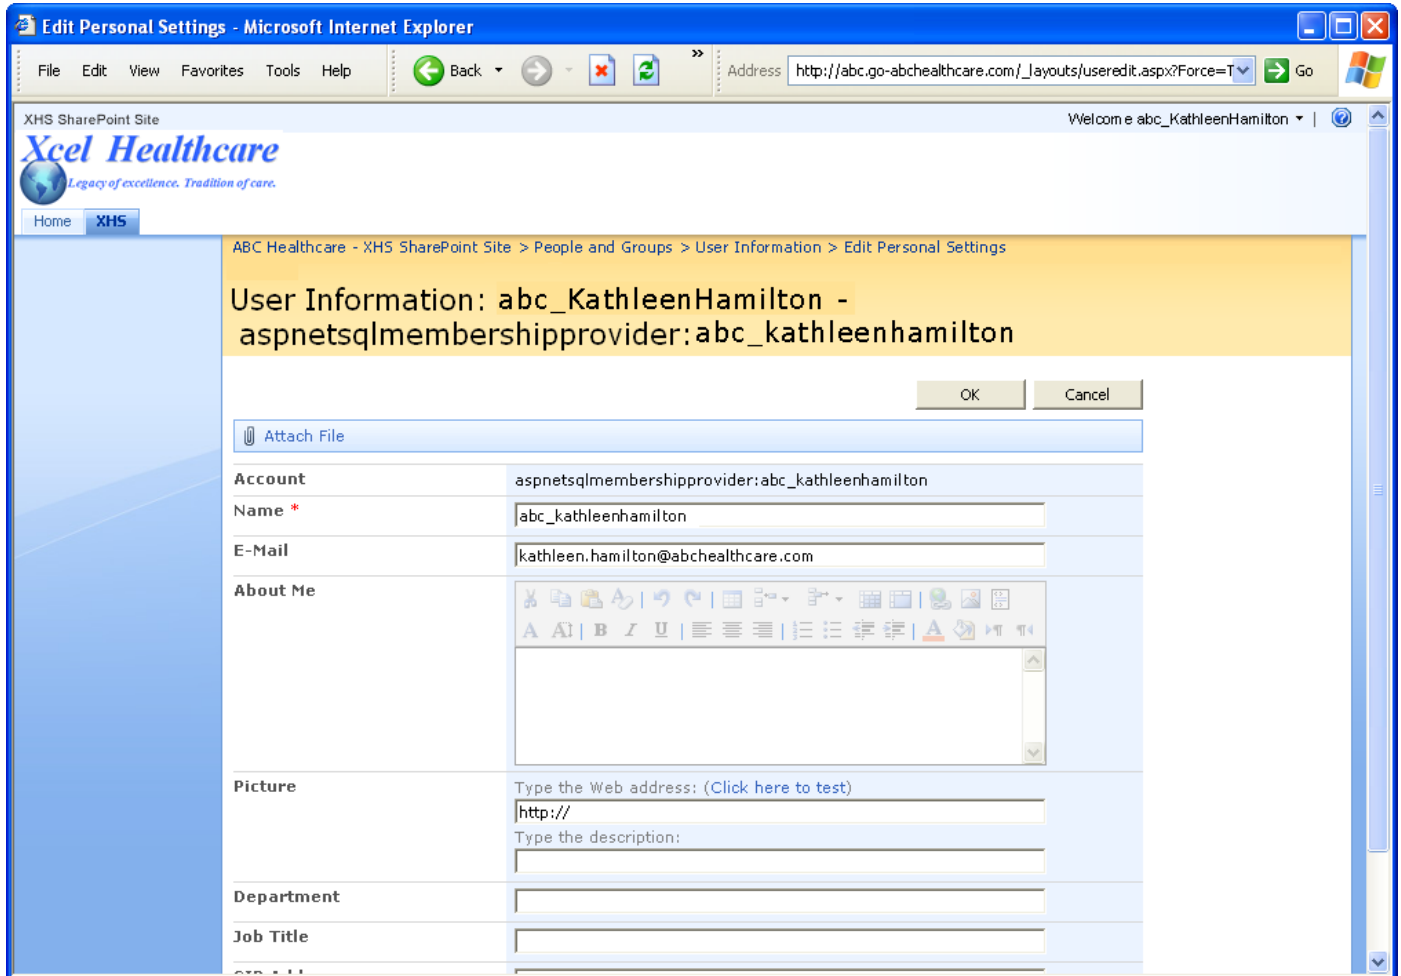 Edit Personal Settings - Microsoft Internet Explorer
File Edit View Favorites Tools Help Back » Address http://abc.go-abchealthcare.com/_layouts/useredit.aspx?Force=T Go
XHS SharePoint Site Welcome abc_KathleenHamilton
Xcel Healthcare
Legacy of excellence. Tradition of care.
Home XHS
ABC Healthcare - XHS SharePoint Site > People and Groups > User Information > Edit Personal Settings
User Information: abc_KathleenHamilton -
aspnetsqlmembershipprovider:abc_kathleenhamilton
OK Cancel
Attach File
Account aspnetsqlmembershipprovider:abc_kathleenhamilton
Name * abc_kathleenhamilton
E-Mail kathleen.hamilton@abchealthcare.com
About Me
A A B I U A
Picture Type the Web address: (Click here to test)
http://
Type the description:
Department
Job Title